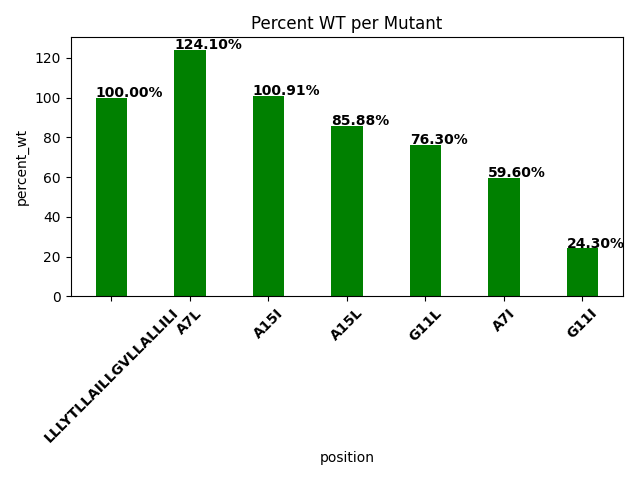 Percent WT per Mutant
percent_wt
120
100
80
60
40
20
0
100.00%
124.10%
100.91%
85.88%
76.30%
59.60%
24.30%
LLLYTLLAILLGVLLALLILI
A7L
A15I
A15L
G11L
A7I
G11I
position